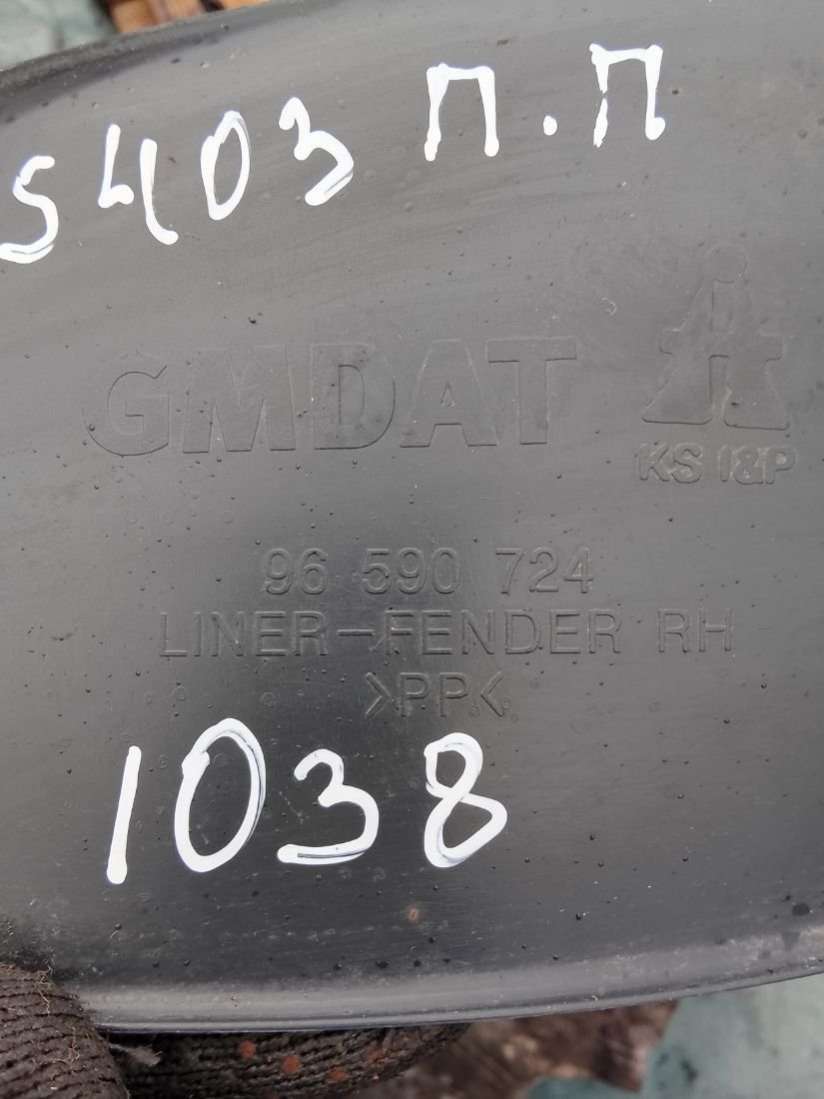 5403 П.П
GMDAT
KS I&P
96 590 724
LINER-FENDER RH
>PP<
1038